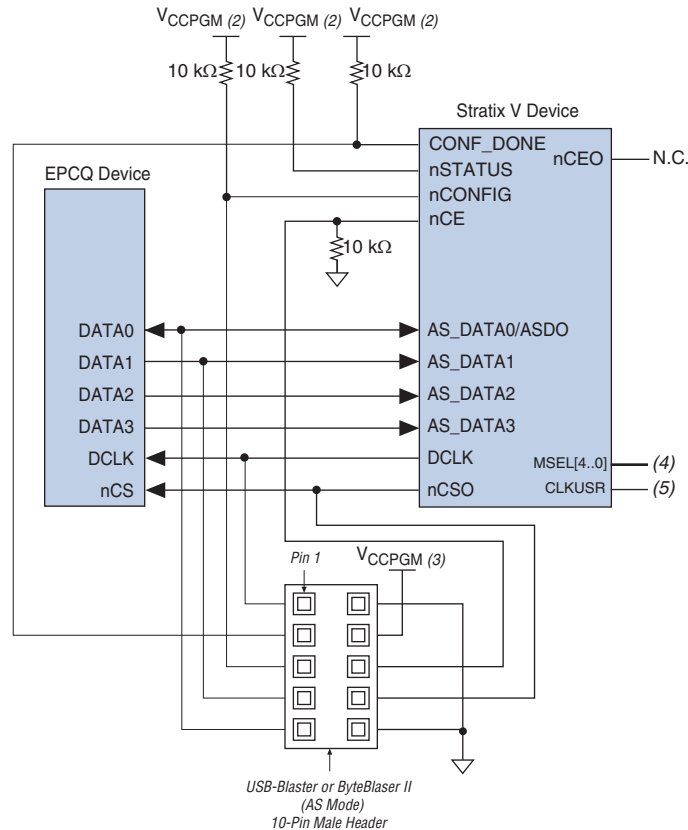 VCCPGM (2) VCCPGM (2) VCCPGM (2)
10 kΩ 10 kΩ 10 kΩ
Stratix V Device
EPCQ Device
CONF_DONE
nSTATUS
nCONFIG
nCE
nCEO
N.C.
10 kΩ
DATA0
DATA1
DATA2
DATA3
DCLK
nCS
AS_DATA0/ASDO
AS_DATA1
AS_DATA2
AS_DATA3
DCLK
nCSO
MSEL[4..0]
(4)
CLKUSR
(5)
Pin 1
VCCPGM (3)
USB-Blaster or ByteBlaser II
(AS Mode)
10-Pin Male Header